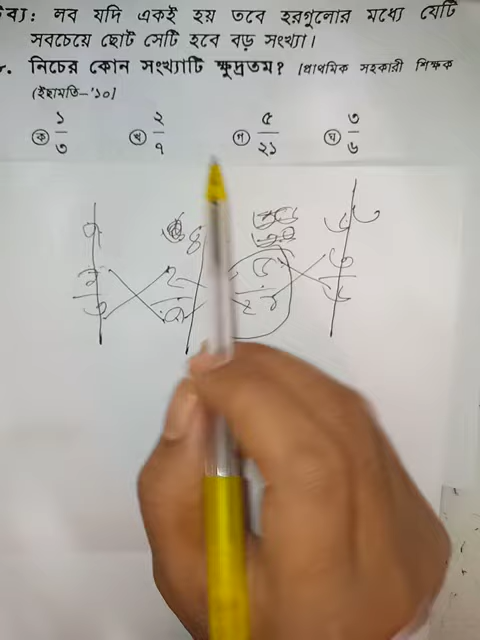 ব্য: লব যদি একই হয় তবে হরগুলোর মধ্যে যেটি
সবচেয়ে ছোট সেটি হবে বড় সংখ্যা।
৮. নিচের কোন সংখ্যাটি ক্ষুদ্রতম? [প্রাথমিক সহকারী শিক্ষক
(ইছামতি-'১০]
ক ১/৩ খ ২/৭ গ ৫/২১ ঘ ৩/৬